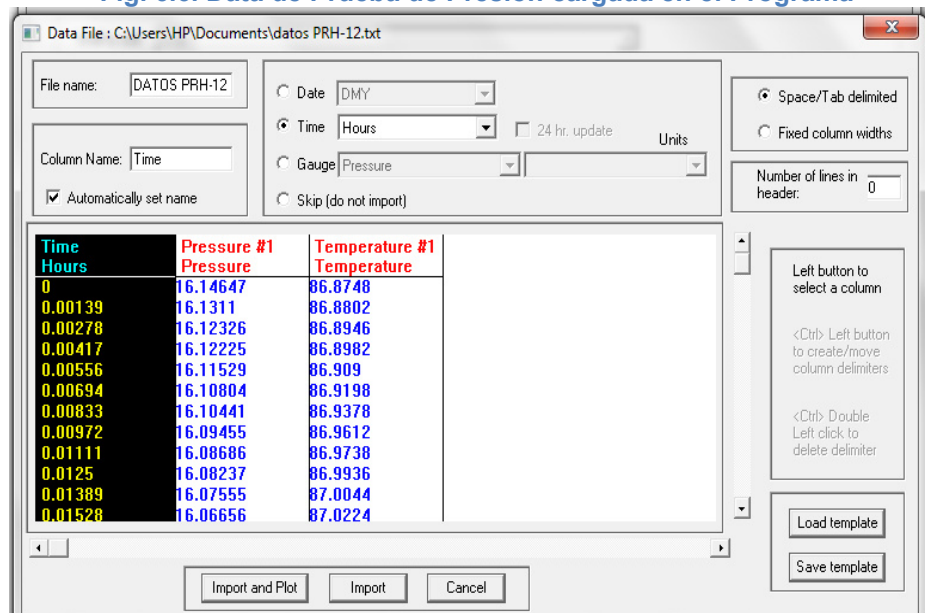 Data File : C:\Users\HP\Documents\datos PRH-12.txt
X
File name: DATOS PRH-12
Column Name: Time
Automatically set name
Date DMY
Time Hours 24 hr. update
Units
Gauge Pressure
Skip (do not import)
Space/Tab delimited
Fixed column widths
Number of lines in
header: 0
Time Pressure #1 Temperature #1
Hours Pressure Temperature
0 16.14647 86.8748
0.00139 16.1311 86.8802
0.00278 16.12326 86.8946
0.00417 16.12225 86.8982
0.00556 16.11529 86.909
0.00694 16.10804 86.9198
0.00833 16.10441 86.9378
0.00972 16.09455 86.9612
0.01111 16.08686 86.9738
0.0125 16.08237 86.9936
0.01389 16.07555 87.0044
0.01528 16.06656 87.0224
Left button to
select a column
<Ctrl> Left button
to create/move
column delimiters
<Ctrl> Double
Left click to
delete delimiter
Load template
Save template
Import and Plot Import Cancel